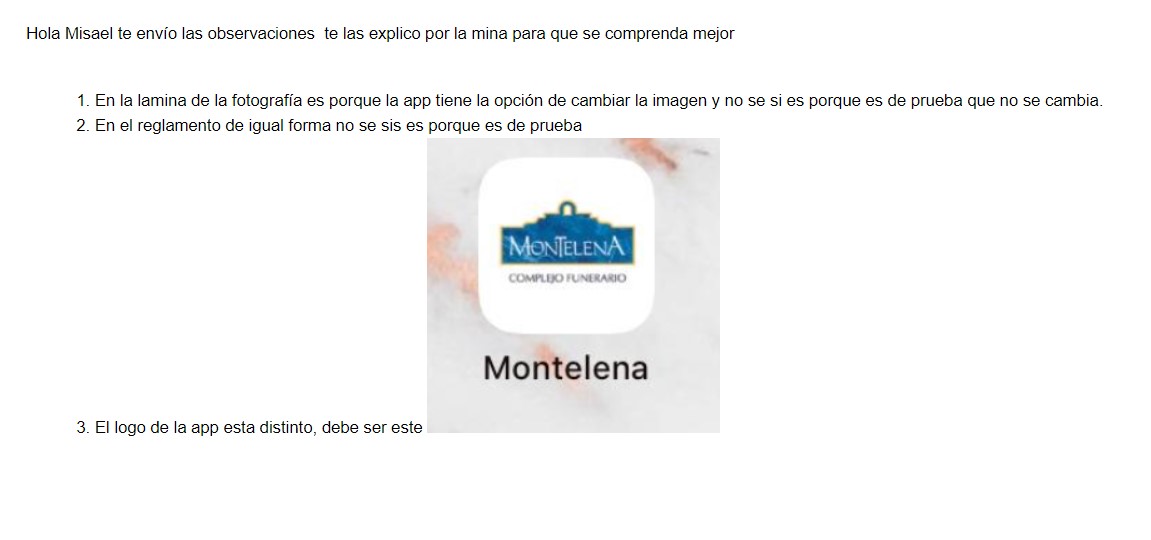 Hola Misael te envío las observaciones  te las explico por la mina para que se comprenda mejor
1. En la lamina de la fotografía es porque la app tiene la opción de cambiar la imagen y no se si es porque es de prueba que no se cambia.
2. En el reglamento de igual forma no se sis es porque es de prueba
MONTELENA
COMPLEJO FUNERARIO
Montelena
3. El logo de la app esta distinto, debe ser este